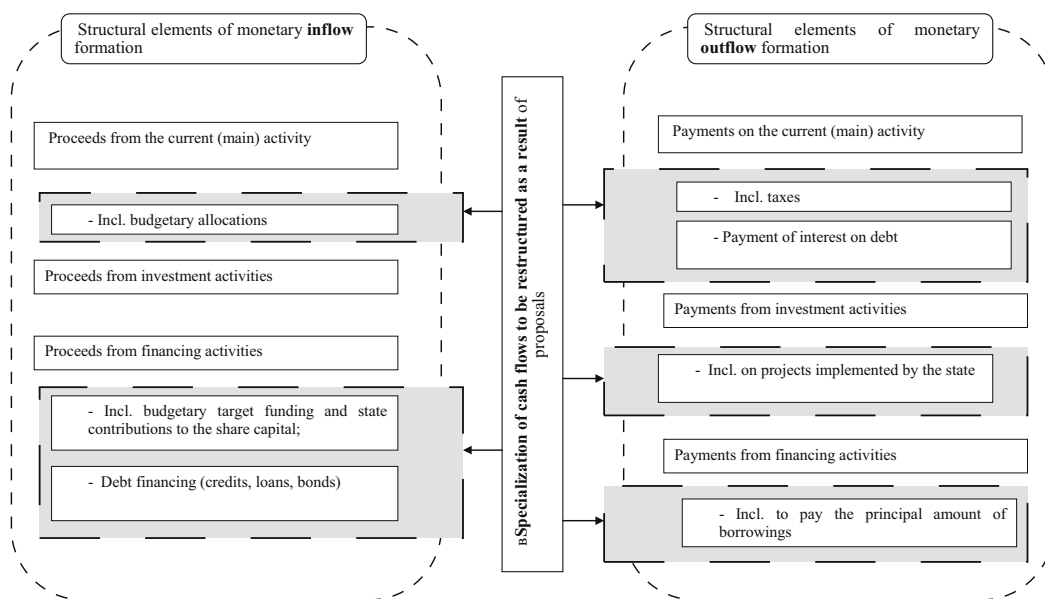 Structural elements of monetary inflow
formation
Proceeds from the current (main) activity
- Incl. budgetary allocations
Proceeds from investment activities
Proceeds from financing activities
- Incl. budgetary target funding and state
contributions to the share capital;
- Debt financing (credits, loans, bonds)
BSpecialization of cash flows to be restructured as a result of
proposals
Structural elements of monetary
outflow formation
Payments on the current (main) activity
- Incl. taxes
- Payment of interest on debt
Payments from investment activities
- Incl. on projects implemented by the state
Payments from financing activities
- Incl. to pay the principal amount of
borrowings